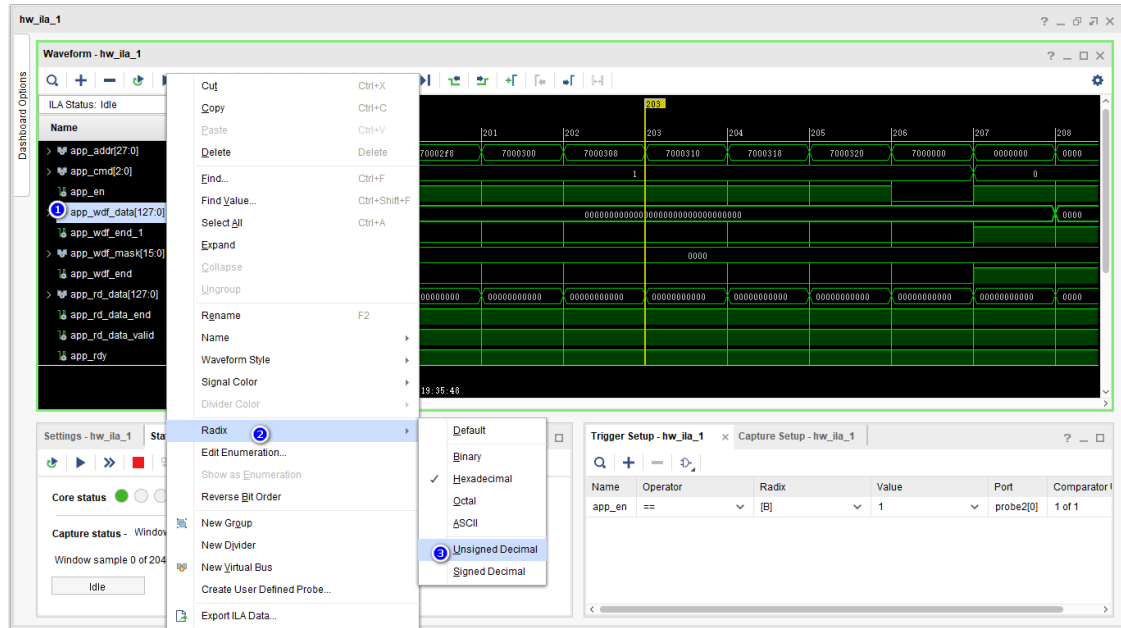 hw_ila_1
Dashboard Options
Waveform - hw_ila_1
ILA Status: Idle
Name
app_addr[27:0]
app_cmd[2:0]
app_en
1
app_wdf_data[127:0]
app_wdf_end_1
app_wdf_mask[15:0]
app_wdf_end
app_rd_data[127:0]
app_rd_data_end
app_rd_data_valid
app_rdy
203
201 202 203 204 205 206 207 208
70002f8 7000300 7000308 7000310 7000318 7000320 7000000 0000000 0000
1 0
00000000000000000000000000000000 0000
0000
00000000 00000000000 00000000000 00000000000 00000000000 00000000000 00000000000 00000000000 0000
19:35:48
Cut Ctrl+X
Copy Ctrl+C
Paste Ctrl+V
Delete Delete
Find... Ctrl+F
Find Value... Ctrl+Shift+F
Select All Ctrl+A
Expand
Collapse
Ungroup
Rename F2
Name
Waveform Style
Signal Color
Divider Color
Radix 2
Edit Enumeration...
Show as Enumeration
Reverse Bit Order
New Group
New Divider
New Virtual Bus
Create User Defined Probe...
Export ILA Data...
Default
Binary
Hexadecimal
Octal
ASCII
3 Unsigned Decimal
Signed Decimal
Settings - hw_ila_1 Sta
Core status
Capture status - Window
Window sample 0 of 204
Idle
Trigger Setup - hw_ila_1 Capture Setup - hw_ila_1
Name Operator Radix Value Port Comparator U
app_en == [B] 1 probe2[0] 1 of 1